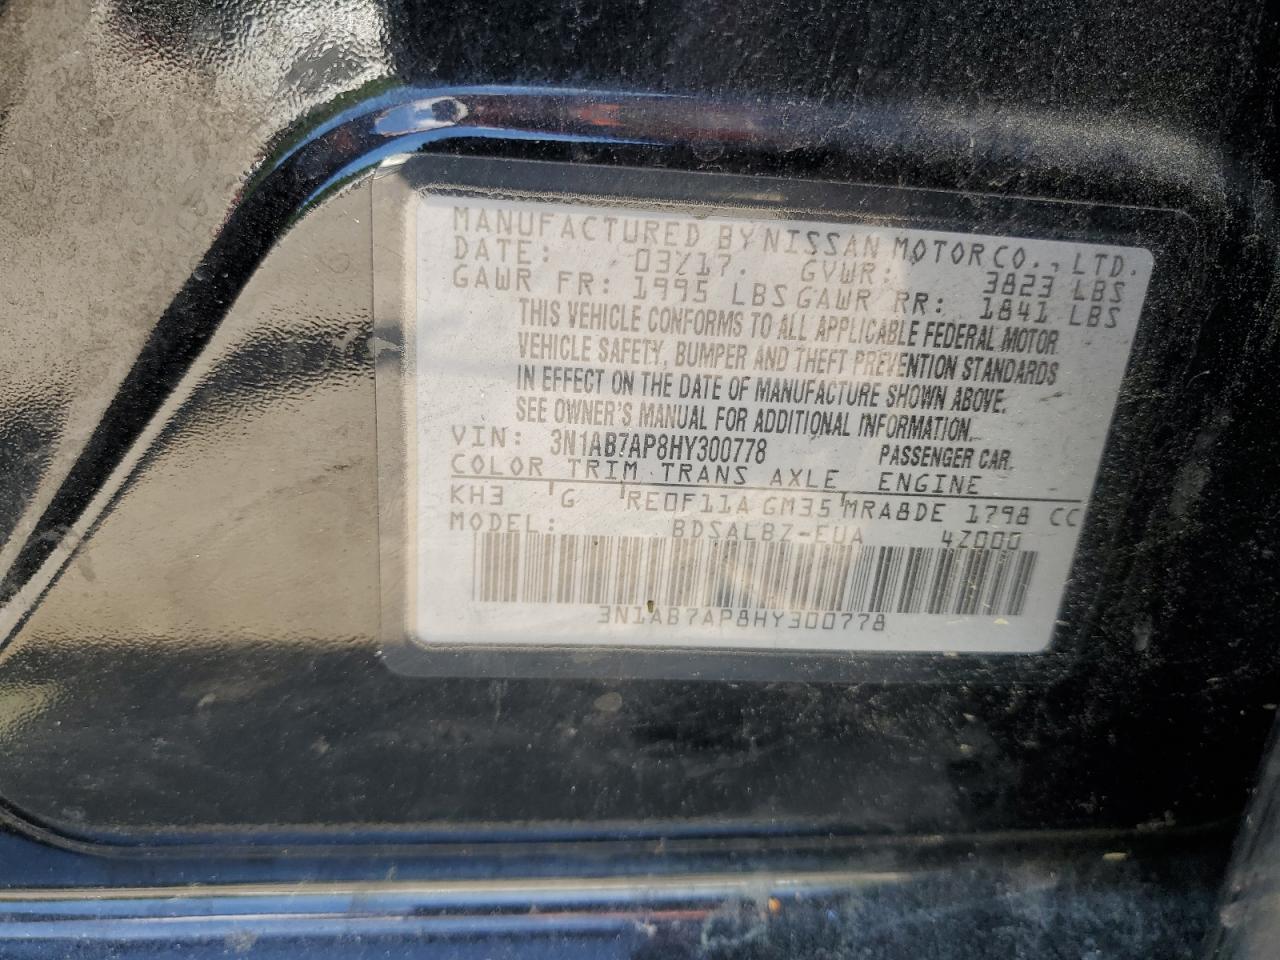 MANUFACTURED BY NISSAN MOTOR CO., LTD.
DATE: 03/17. GVWR: 3823 LBS
GAWR FR: 1995 LBS GAWR RR: 1841 LBS
THIS VEHICLE CONFORMS TO ALL APPLICABLE FEDERAL MOTOR
VEHICLE SAFETY, BUMPER AND THEFT PREVENTION STANDARDS
IN EFFECT ON THE DATE OF MANUFACTURE SHOWN ABOVE.
SEE OWNER'S MANUAL FOR ADDITIONAL INFORMATION.
VIN: 3N1AB7AP8HY300778 PASSENGER CAR.
COLOR TRIM TRANS AXLE ENGINE
KH3 G RE0F11A GM35 MRA8DE 1798 CC
MODEL: BDSALBZ-EUA 4Z000
3N1AB7AP8HY300778